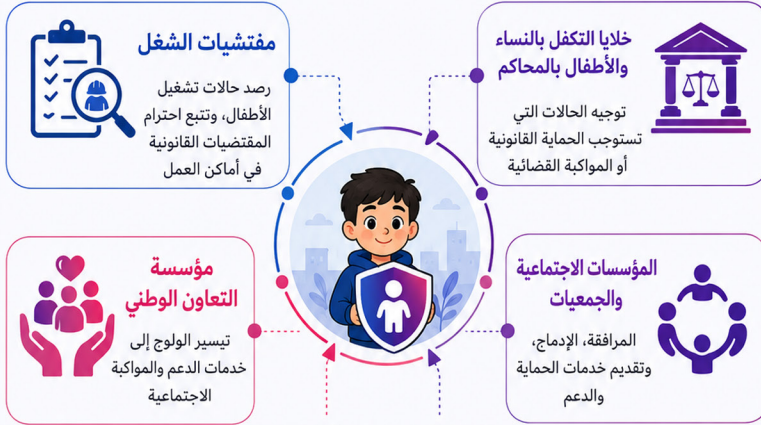 خلايا التكفل بالنساء
والأطفال بالمحاكم
توجيه الحالات التي
تستوجب الحماية القانونية
أو المواكبة القضائية
مفتشيات الشغل
رصد حالات تشغيل
الأطفال، وتتبع احترام
المقتضيات القانونية
في أماكن العمل
المؤسسات الاجتماعية
والجمعيات
المرافقة، الإدماج،
وتقديم خدمات الحماية
والدعم
مؤسسة
التعاون الوطني
تيسير الولوج إلى
خدمات الدعم والمواكبة
الاجتماعية